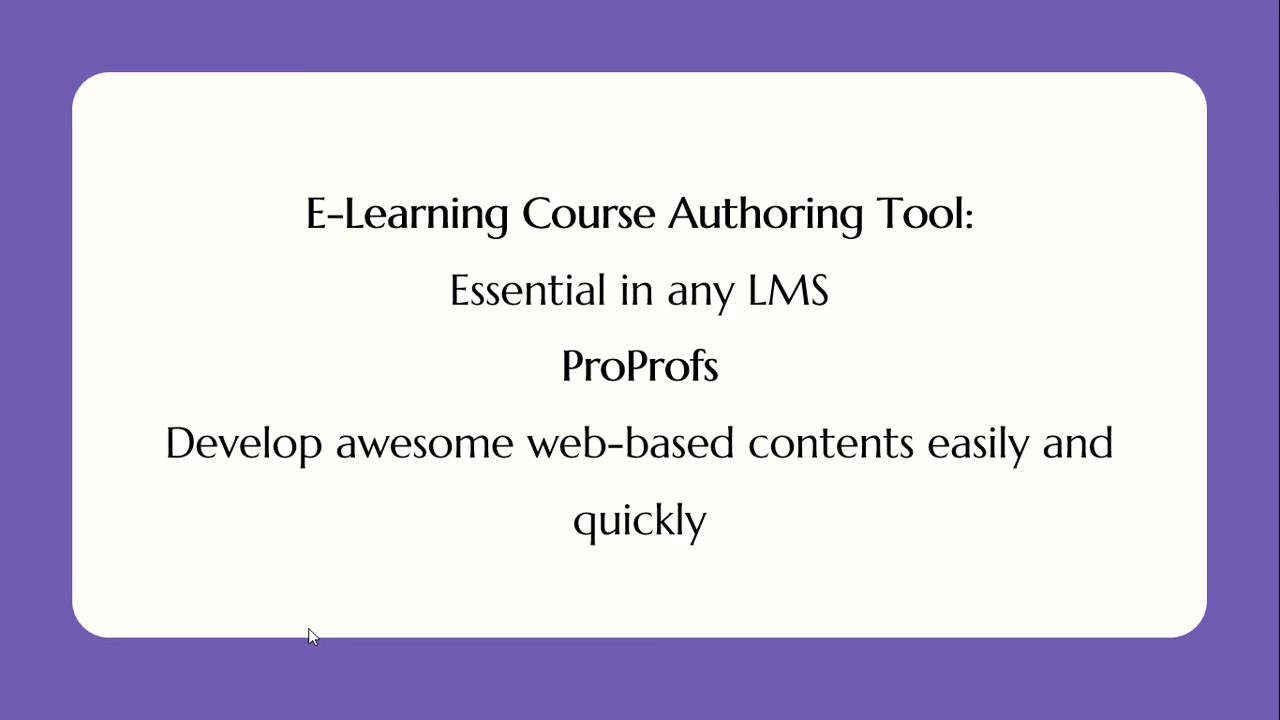 E-Learning Course Authoring Tool:
Essential in any LMS
ProProfs
Develop awesome web-based contents easily and
quickly